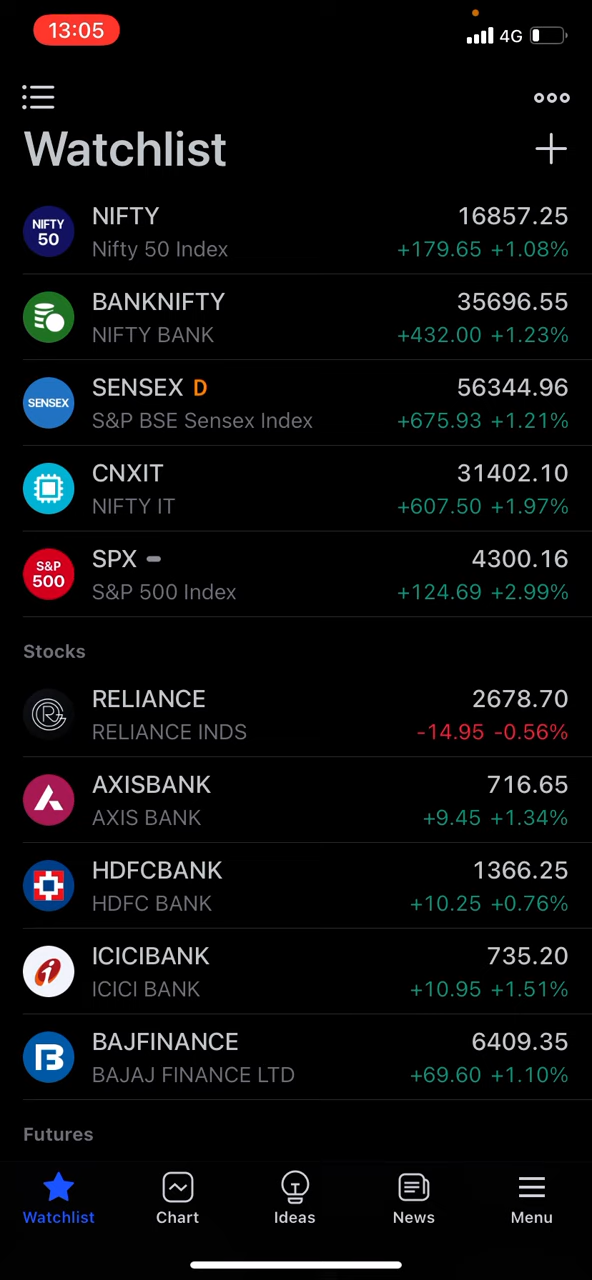 13:05
4G
Watchlist
NIFTY 50
NIFTY 16857.25
Nifty 50 Index +179.65 +1.08%
BANKNIFTY 35696.55
NIFTY BANK +432.00 +1.23%
SENSEX
SENSEX D 56344.96
S&P BSE Sensex Index +675.93 +1.21%
CNXIT 31402.10
NIFTY IT +607.50 +1.97%
S&P 500
SPX 4300.16
S&P 500 Index +124.69 +2.99%
Stocks
RELIANCE 2678.70
RELIANCE INDS -14.95 -0.56%
AXISBANK 716.65
AXIS BANK +9.45 +1.34%
HDFCBANK 1366.25
HDFC BANK +10.25 +0.76%
ICICIBANK 735.20
ICICI BANK +10.95 +1.51%
BAJFINANCE 6409.35
BAJAJ FINANCE LTD +69.60 +1.10%
Futures
Watchlist Chart Ideas News Menu